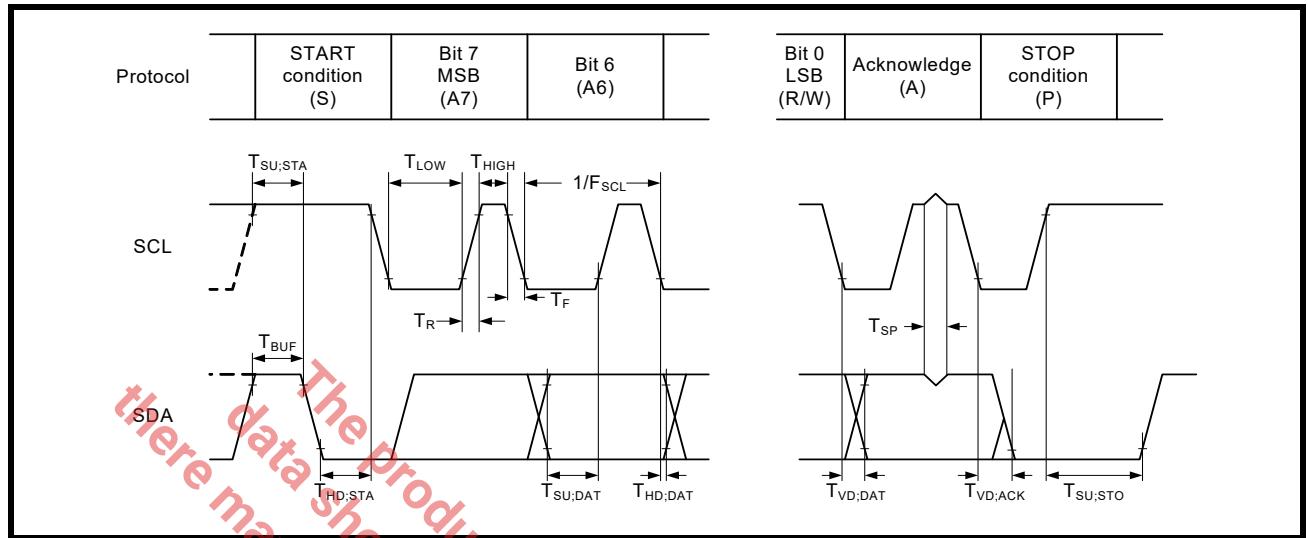 Protocol
START
condition
(S)
Bit 7
MSB
(A7)
Bit 6
(A6)
Bit 0
LSB
(R/W)
Acknowledge
(A)
STOP
condition
(P)
TSU;STA
TLOW
THIGH
1/FSCL
SCL
TF
TR
TSP
TBUF
SDA
THD;STA
TSU;DAT
THD;DAT
TVD;DAT
TVD;ACK
TSU;STO
The produ
data she
there ma